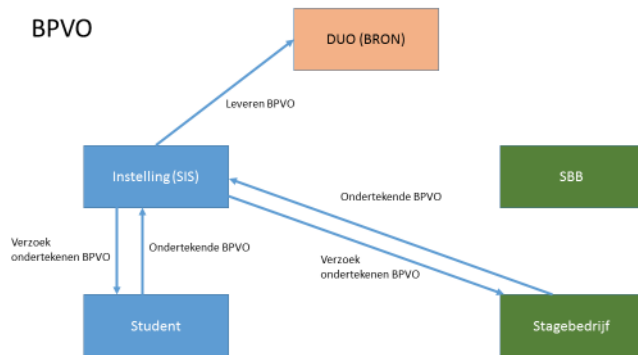 BPVO
DUO (BRON)
Leveren BPVO
Instelling (SIS)
SBB
Ondertekende BPVO
Verzoek
ondertekenen BPVO
Ondertekende BPVO
Verzoek
ondertekenen BPVO
Student
Stagebedrijf